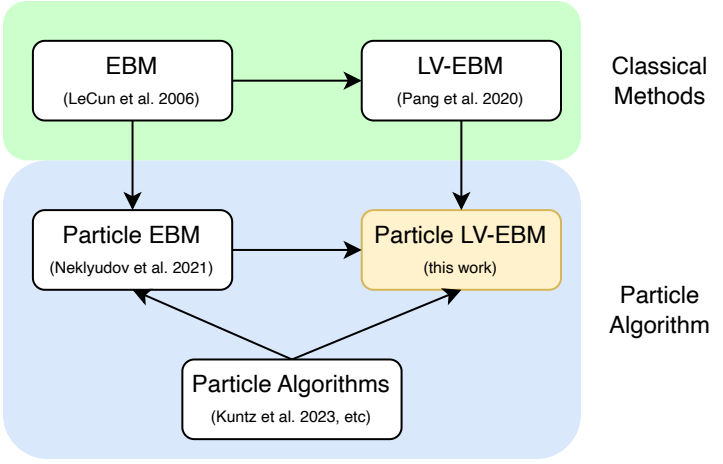 EBM
(LeCun et al. 2006)
LV-EBM
(Pang et al. 2020)
Classical
Methods
Particle EBM
(Neklyudov et al. 2021)
Particle LV-EBM
(this work)
Particle
Algorithm
Particle Algorithms
(Kuntz et al. 2023, etc)